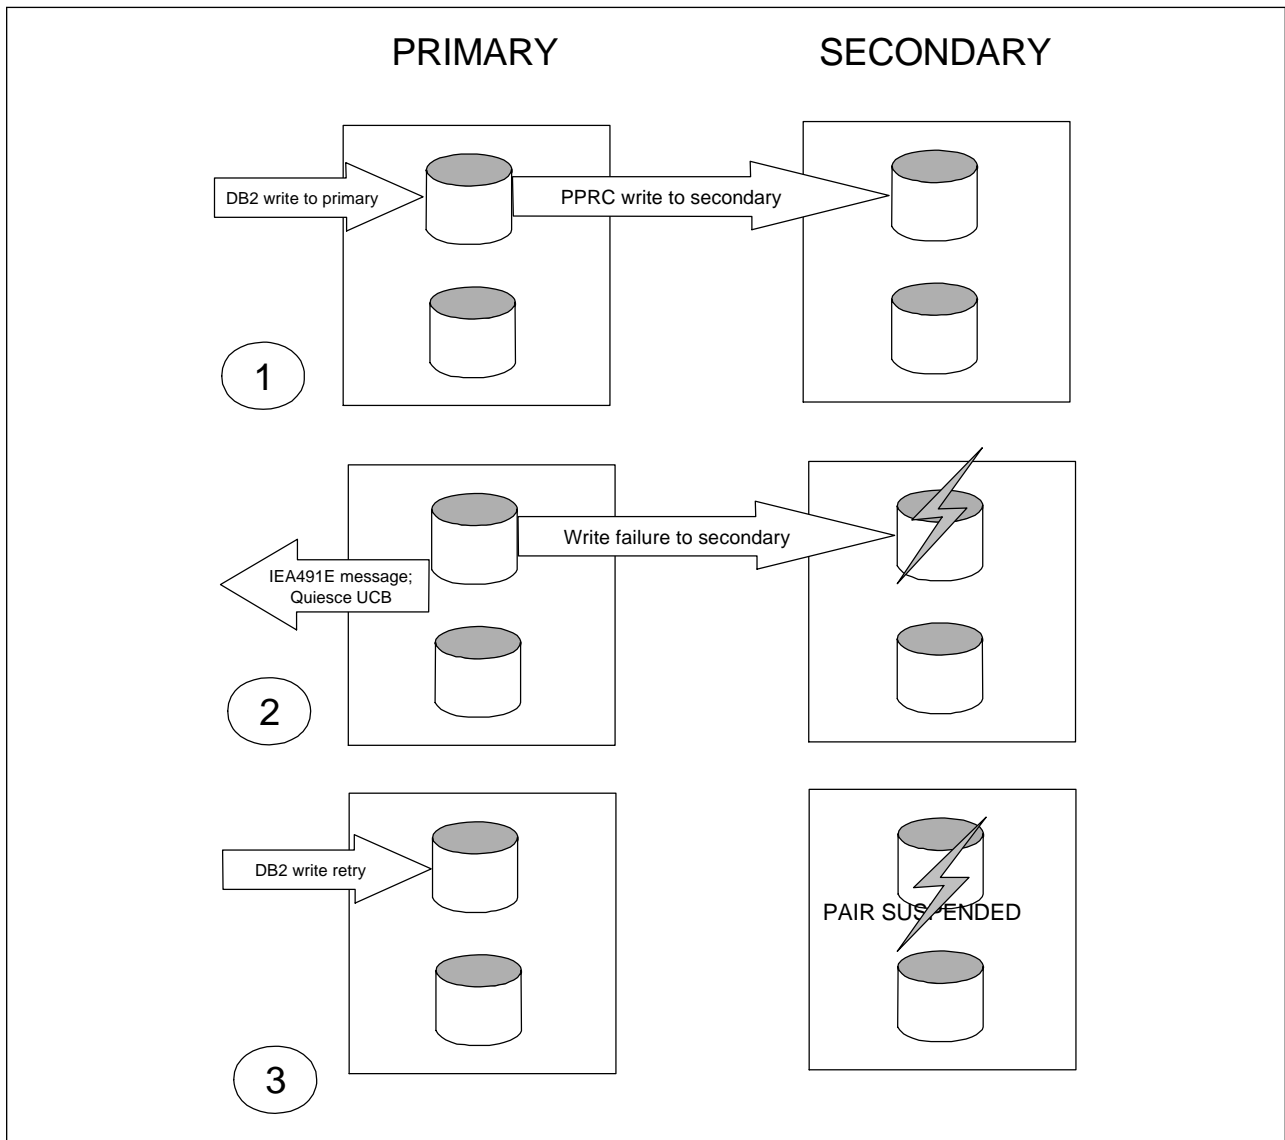 PRIMARY
SECONDARY
DB2 write to primary
PPRC write to secondary
1
Write failure to secondary
IEA491E message;
Quiesce UCB
2
DB2 write retry
PAIR SUSPENDED
3